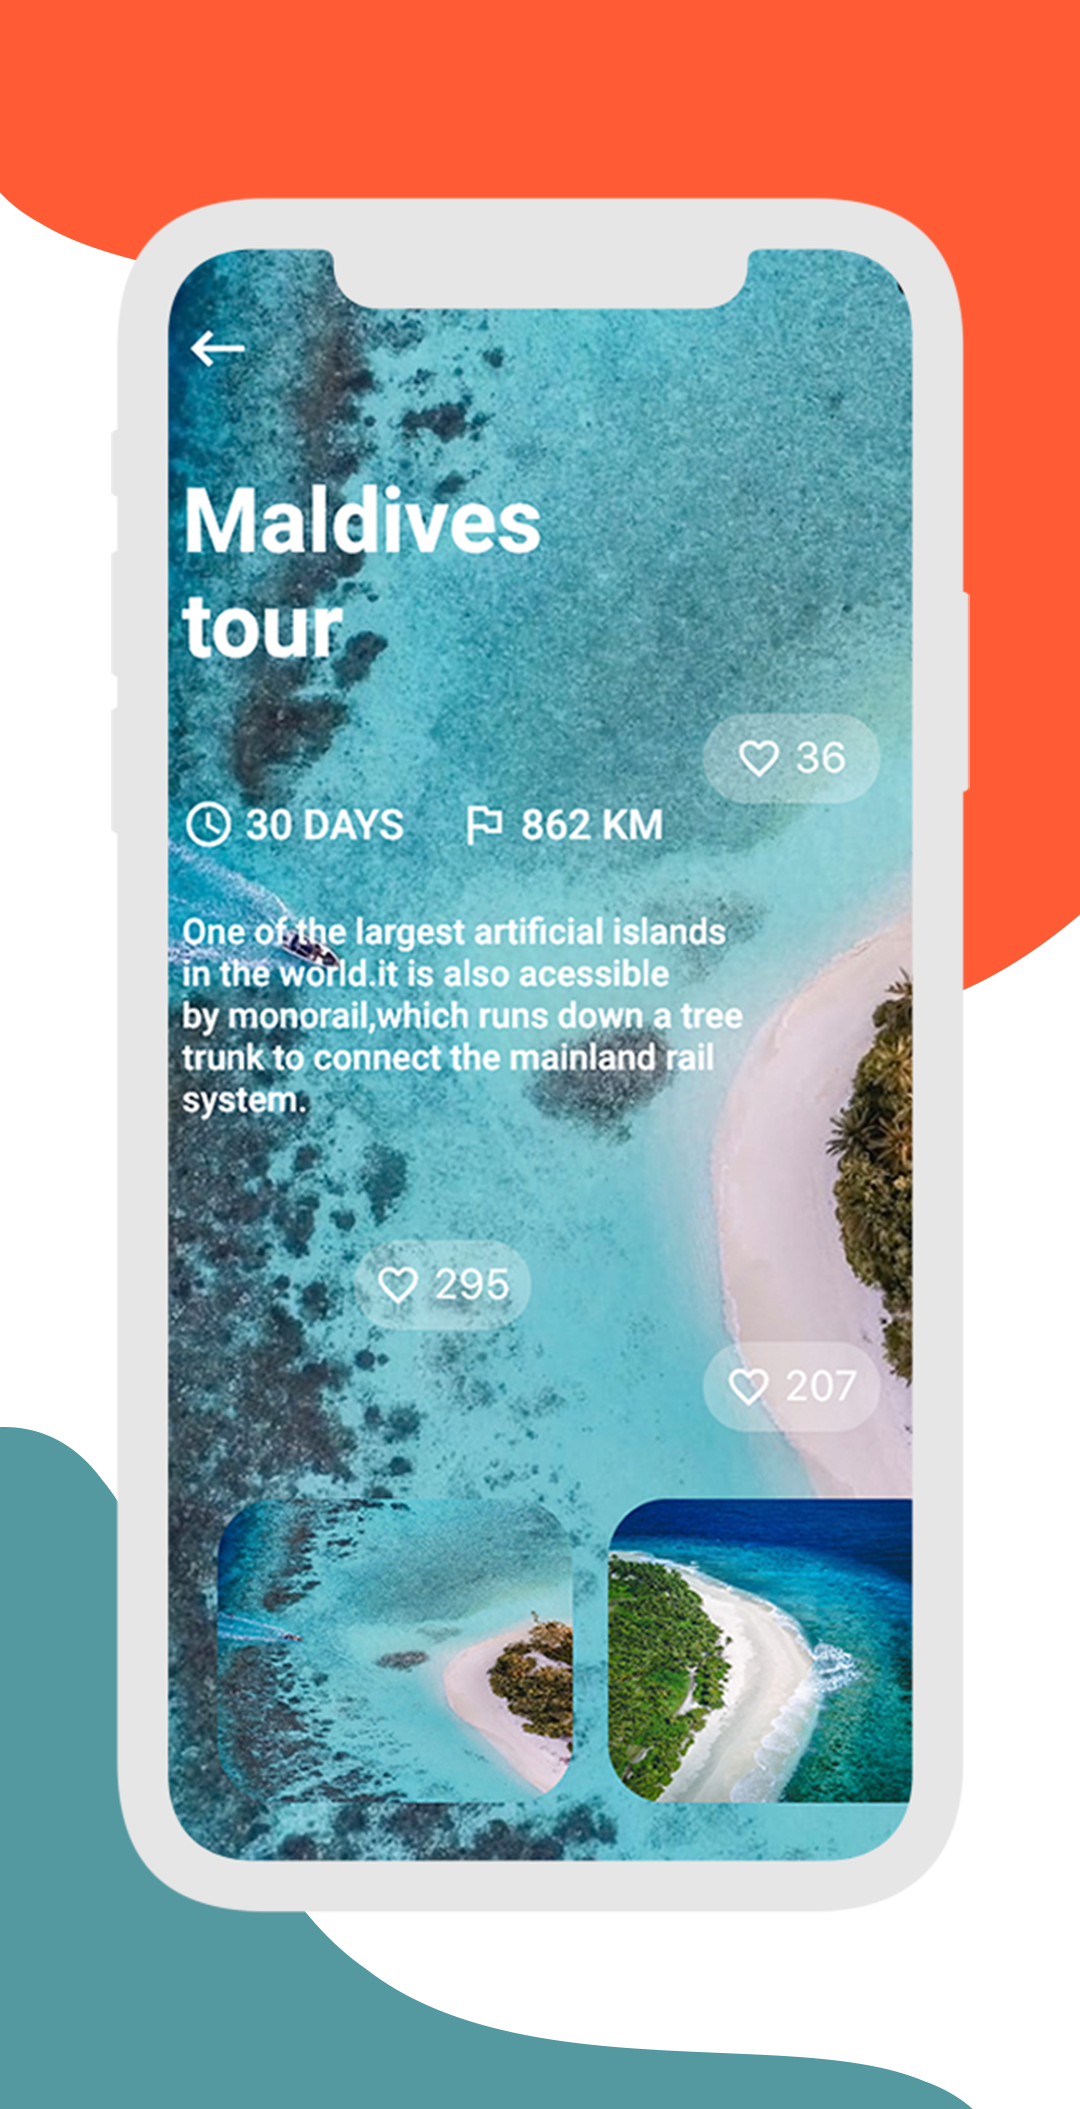 Maldives
tour
36
30 DAYS 862 KM
One of the largest artificial islands
in the world.it is also acessible
by monorail,which runs down a tree
trunk to connect the mainland rail
system.
295
207